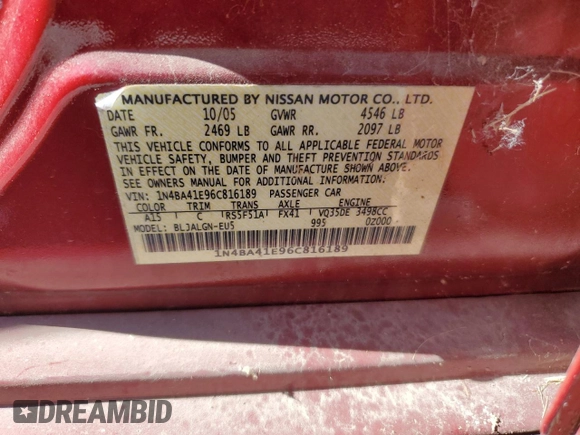 MANUFACTURED BY NISSAN MOTOR CO., LTD.
DATE 10/05 GVWR 4546 LB
GAWR FR. 2469 LB GAWR RR. 2097 LB
THIS VEHICLE CONFORMS TO ALL APPLICABLE FEDERAL MOTOR
VEHICLE SAFETY, BUMPER AND THEFT PREVENTION STANDARDS
IN EFFECT ON THE DATE OF MANUFACTURE SHOWN ABOVE.
SEE OWNERS MANUAL FOR ADDITIONAL INFORMATION.
VIN: 1N4BA41E96C816189 PASSENGER CAR
COLOR TRIM TRANS AXLE ENGINE
A15 C RS5F51A FX41 VQ35DE 3498CC
MODEL: BLJALGN-EU5 995 0Z000
1N4BA41E96C816189
DREAMBID